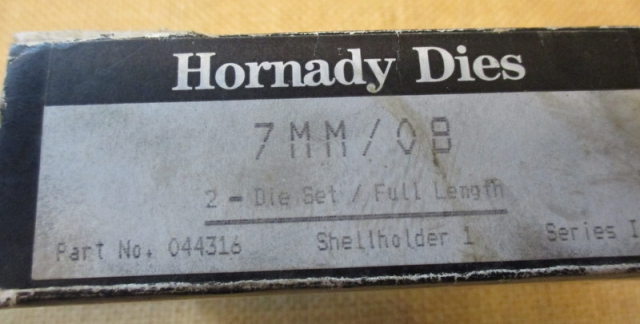 Hornady Dies
7MM/08
2 - Die Set / Full Length
Part No. 044316 Shellholder 1 Series I